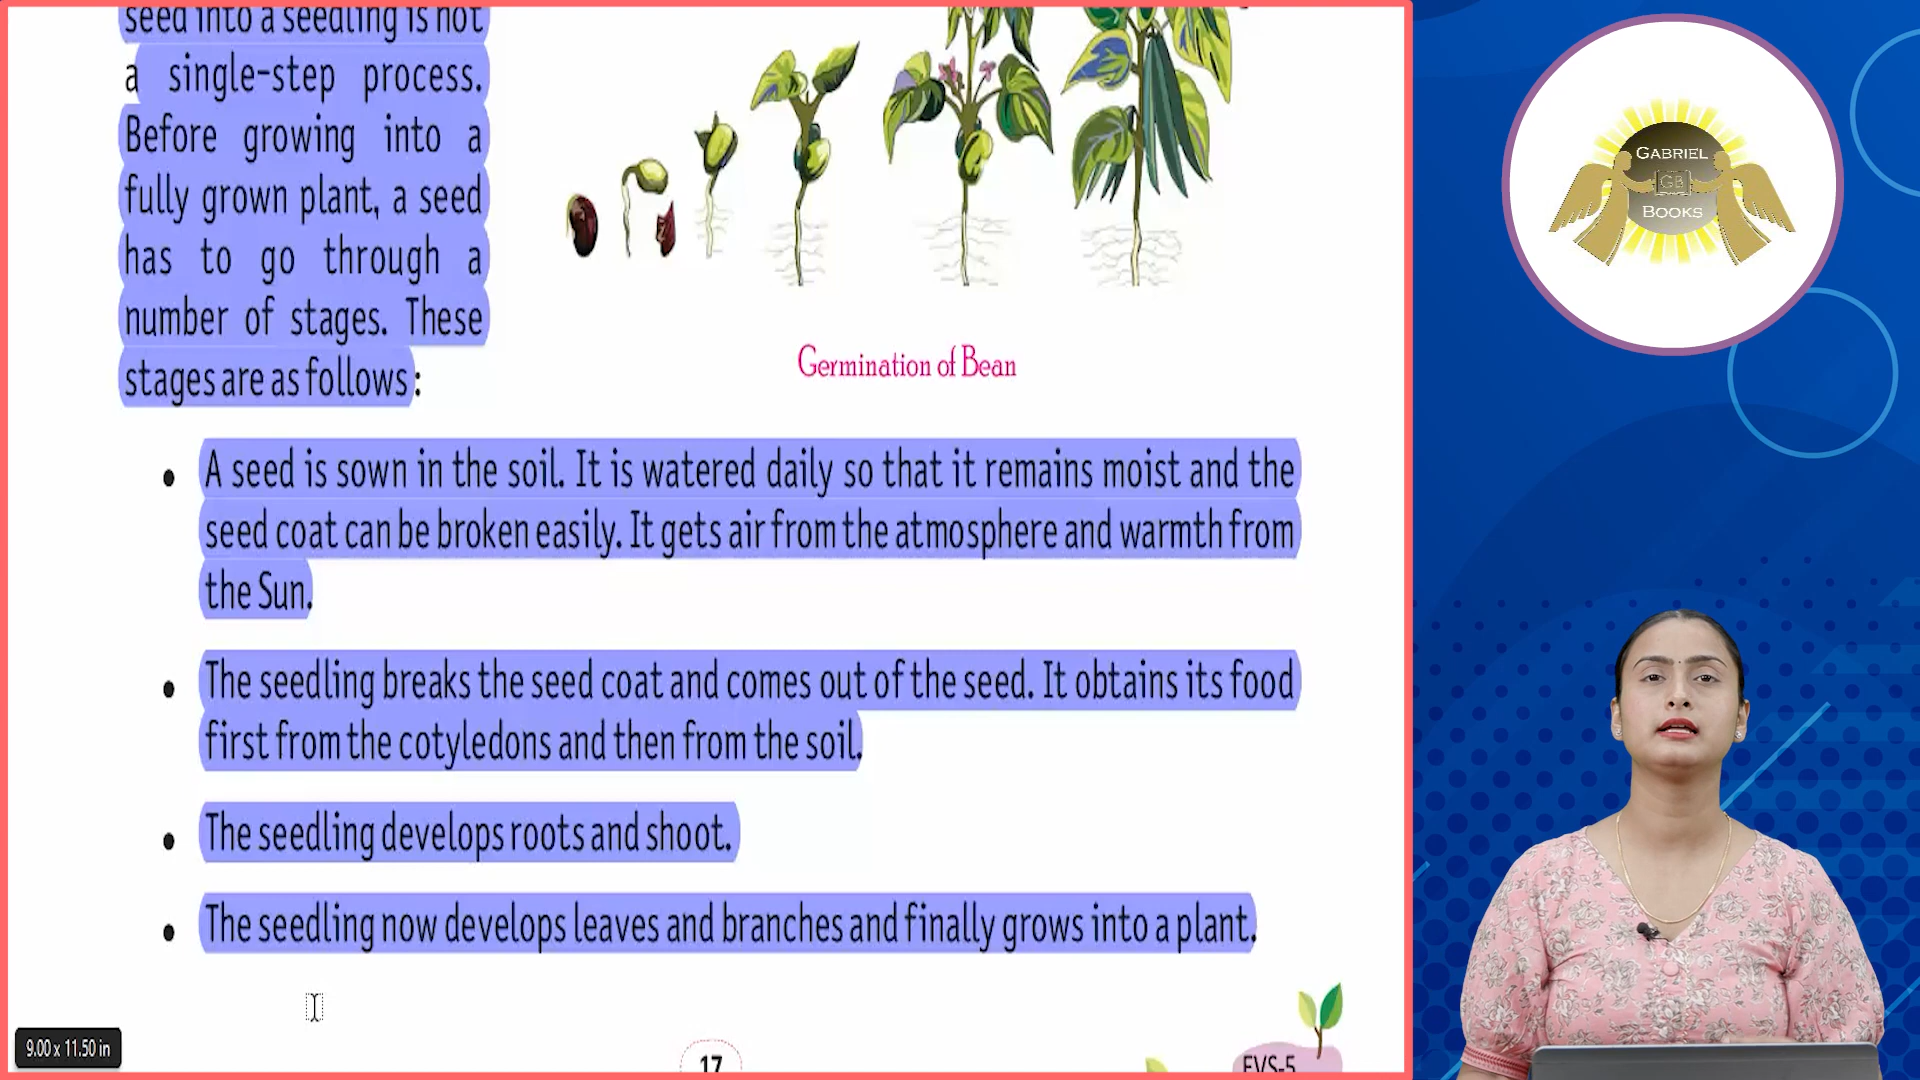 seed into a seedling is not
a single-step process.
Before growing into a
fully grown plant, a seed
has to go through a
number of stages. These
stages are as follows:
Germination of Bean
• A seed is sown in the soil. It is watered daily so that it remains moist and the
seed coat can be broken easily. It gets air from the atmosphere and warmth from
the Sun.
• The seedling breaks the seed coat and comes out of the seed. It obtains its food
first from the cotyledons and then from the soil.
• The seedling develops roots and shoot.
• The seedling now develops leaves and branches and finally grows into a plant.
9.00 x 11.50 in
17
EVS-5
GABRIEL
GB
BOOKS